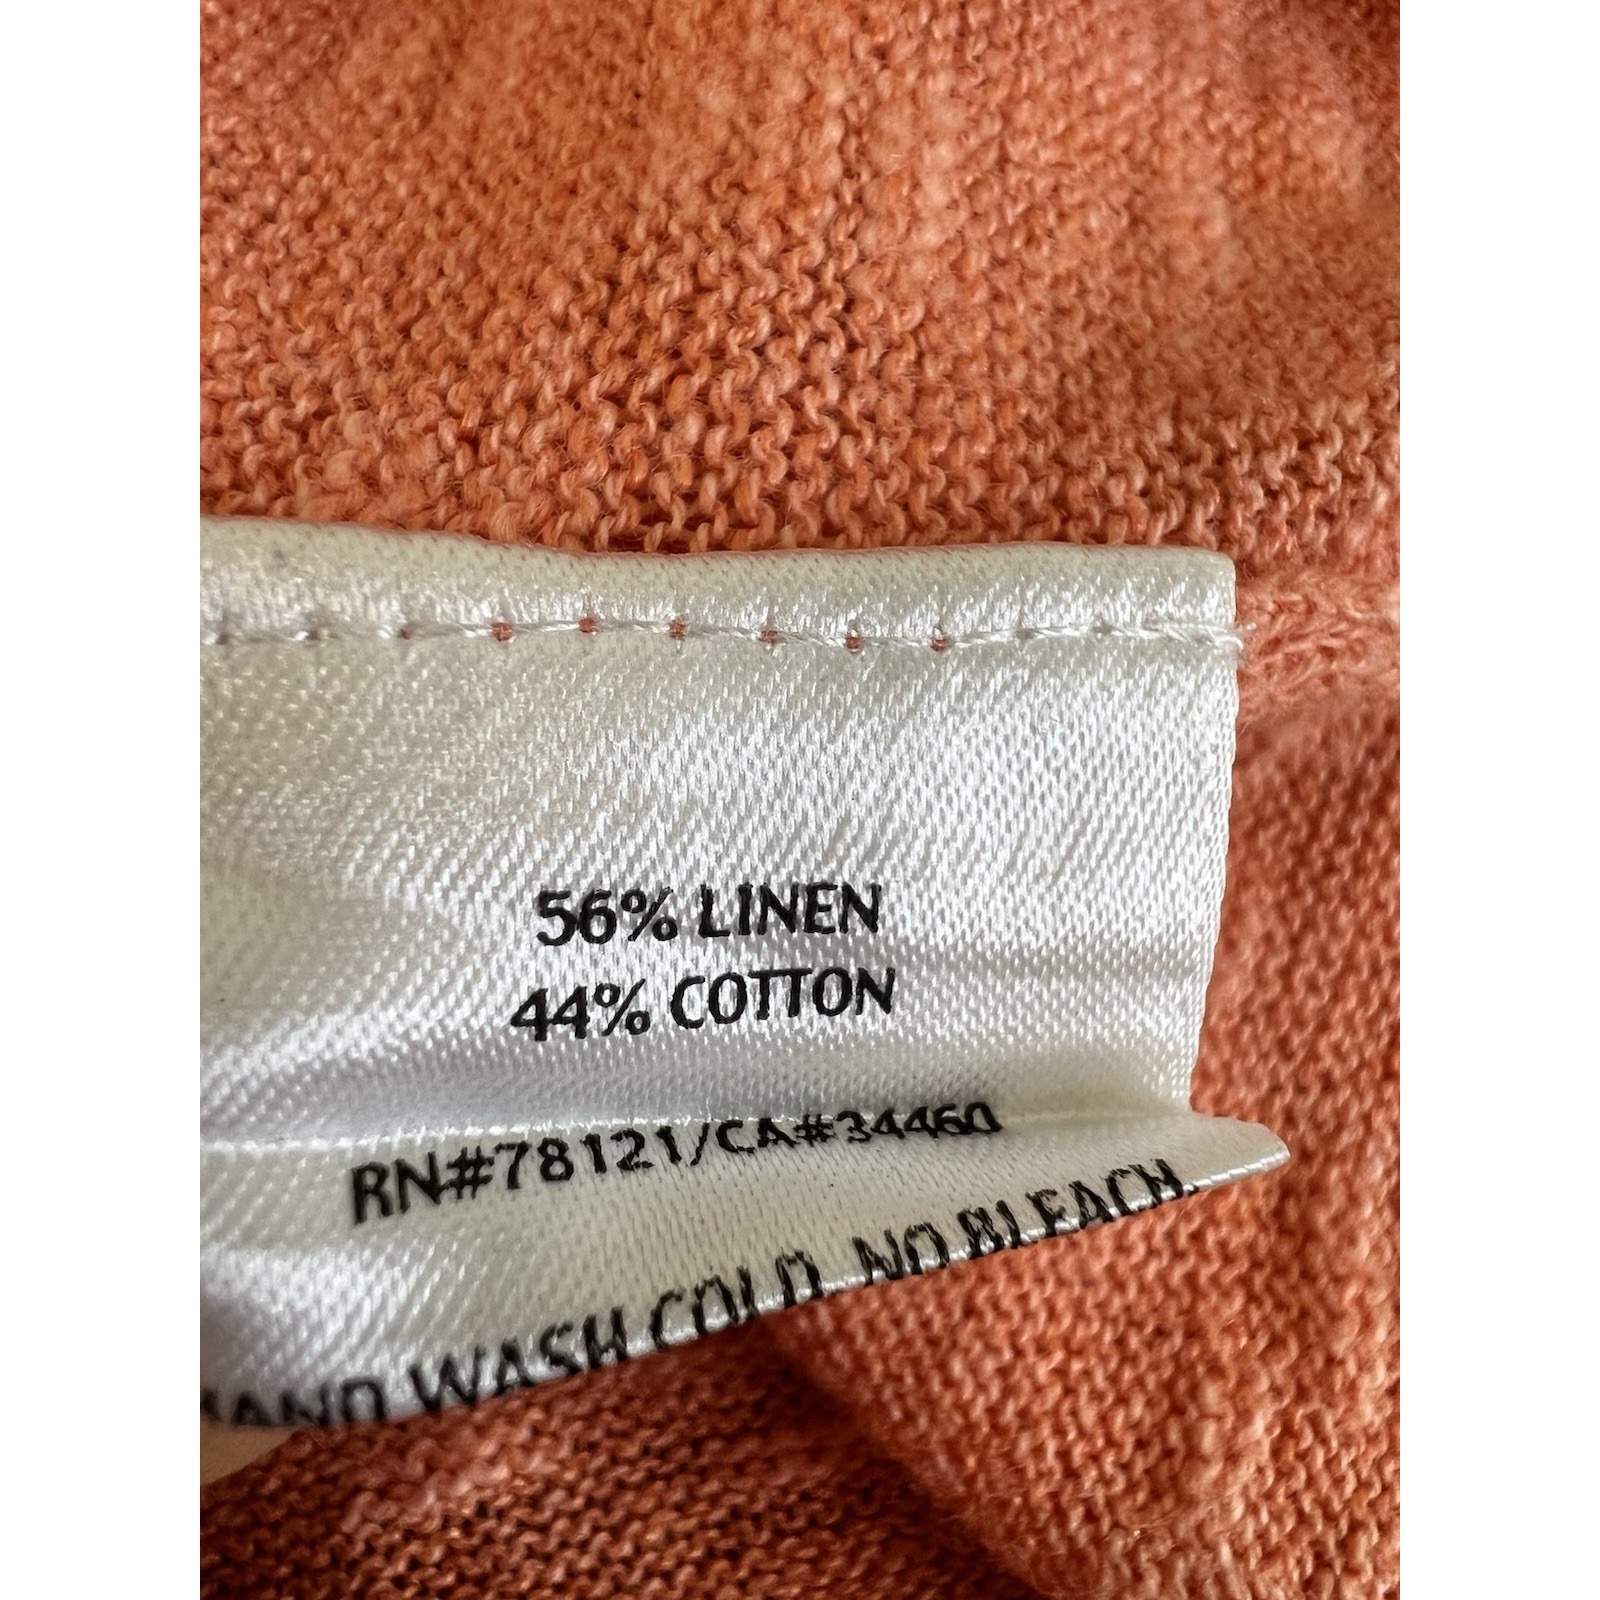 56% LINEN
44% COTTON
RN#78121/CA#34460
HAND WASH COLD. NO BLEACH.